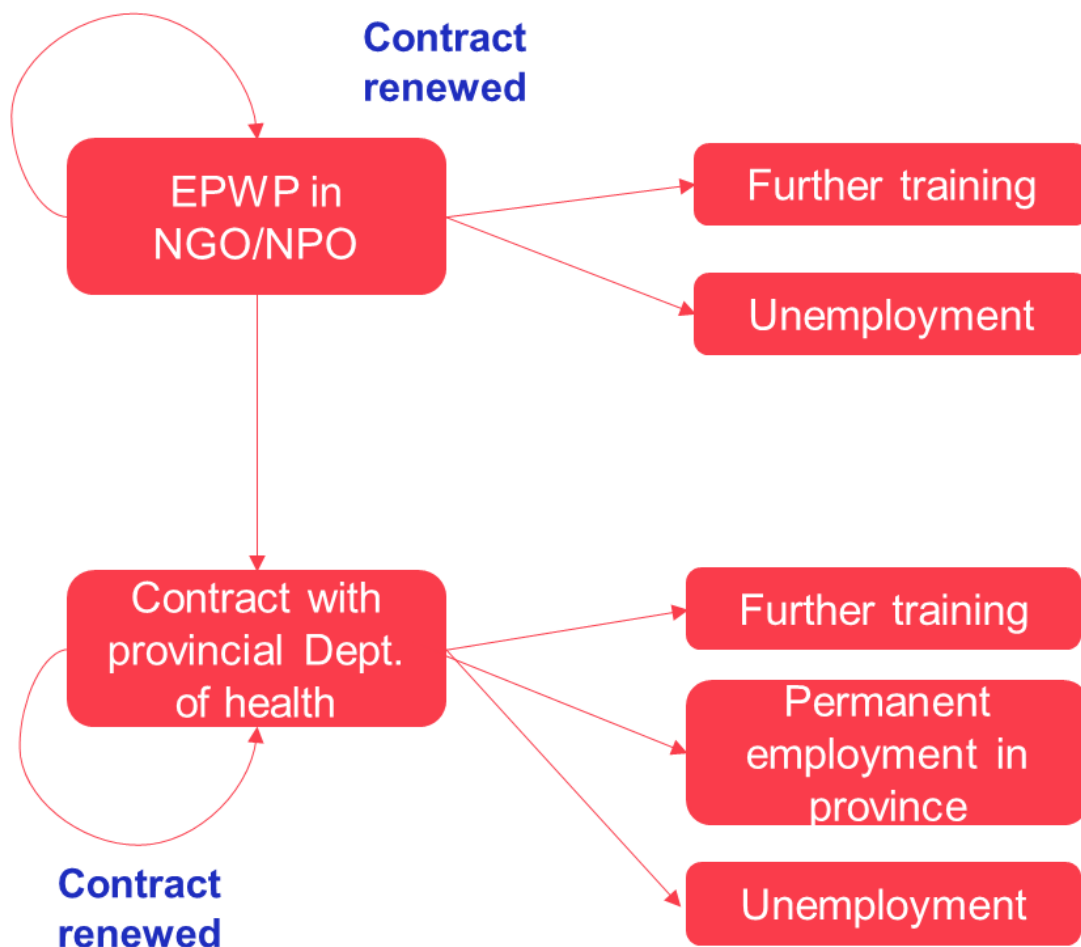 Contract
renewed
EPWP in
NGO/NPO
Further training
Unemployment
Contract with
provincial Dept.
of health
Further training
Permanent
employment in
province
Unemployment
Contract
renewed